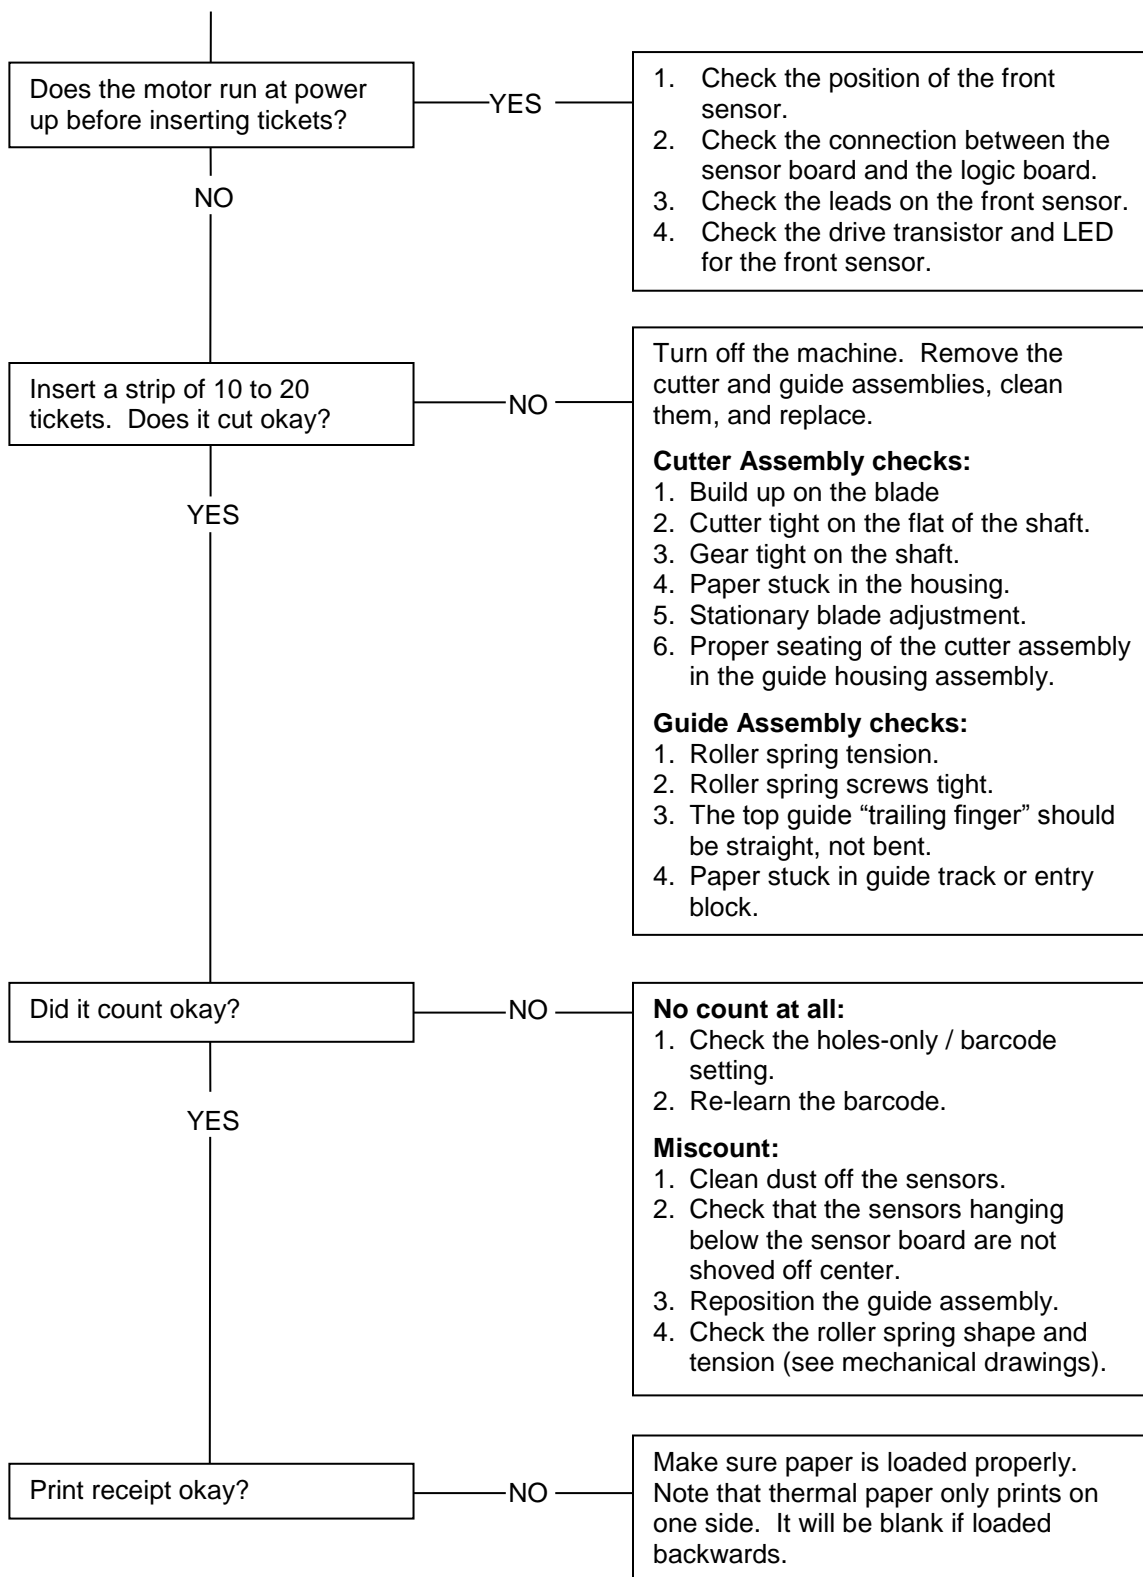 Does the motor run at power
up before inserting tickets?
YES
1. Check the position of the front
sensor.
2. Check the connection between the
sensor board and the logic board.
3. Check the leads on the front sensor.
4. Check the drive transistor and LED
for the front sensor.
NO
Insert a strip of 10 to 20
tickets. Does it cut okay?
NO
Turn off the machine. Remove the
cutter and guide assemblies, clean
them, and replace.
Cutter Assembly checks:
1. Build up on the blade
2. Cutter tight on the flat of the shaft.
3. Gear tight on the shaft.
4. Paper stuck in the housing.
5. Stationary blade adjustment.
6. Proper seating of the cutter assembly
in the guide housing assembly.
Guide Assembly checks:
1. Roller spring tension.
2. Roller spring screws tight.
3. The top guide “trailing finger” should
be straight, not bent.
4. Paper stuck in guide track or entry
block.
YES
Did it count okay?
NO
No count at all:
1. Check the holes-only / barcode
setting.
2. Re-learn the barcode.
Miscount:
1. Clean dust off the sensors.
2. Check that the sensors hanging
below the sensor board are not
shoved off center.
3. Reposition the guide assembly.
4. Check the roller spring shape and
tension (see mechanical drawings).
YES
Print receipt okay?
NO
Make sure paper is loaded properly.
Note that thermal paper only prints on
one side. It will be blank if loaded
backwards.